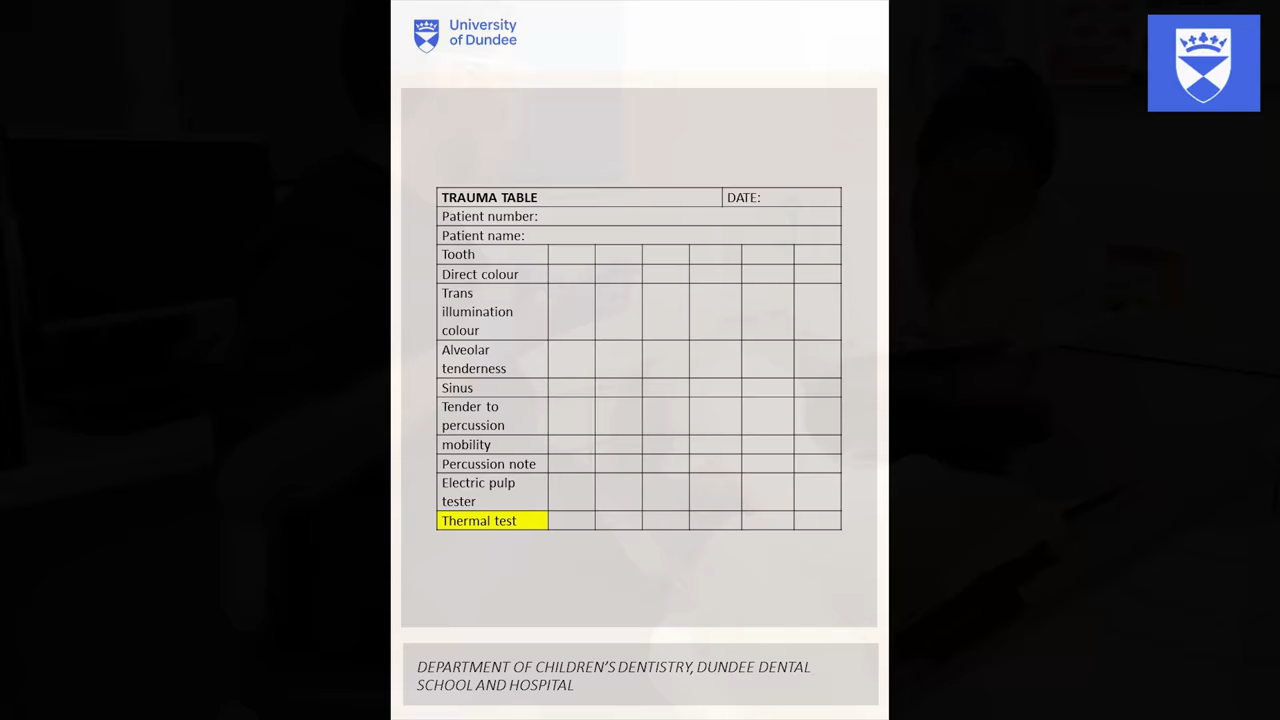 University
of Dundee
TRAUMA TABLE DATE:
Patient number:
Patient name:
Tooth
Direct colour
Trans
illumination
colour
Alveolar
tenderness
Sinus
Tender to
percussion
mobility
Percussion note
Electric pulp
tester
Thermal test
DEPARTMENT OF CHILDREN'S DENTISTRY, DUNDEE DENTAL
SCHOOL AND HOSPITAL